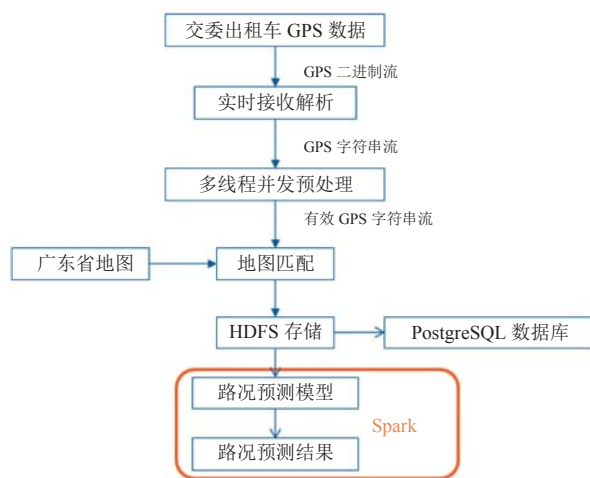 交委出租车 GPS 数据
GPS 二进制流
实时接收解析
GPS 字符串流
多线程并发预处理
有效 GPS 字符串流
广东省地图
地图匹配
HDFS 存储
PostgreSQL 数据库
路况预测模型
Spark
路况预测结果